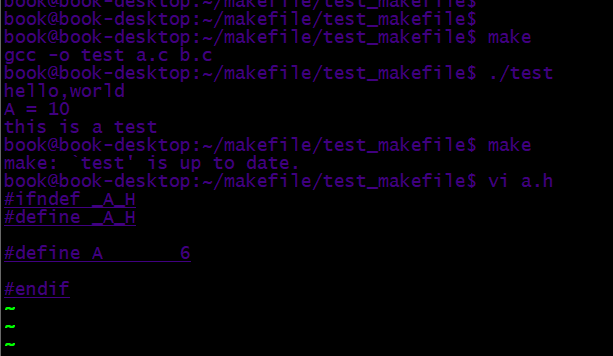 book@book-desktop:~/makefile/test_makefile$
book@book-desktop:~/makefile/test_makefile$
book@book-desktop:~/makefile/test_makefile$ make
gcc -o test a.c b.c
book@book-desktop:~/makefile/test_makefile$ ./test
hello,world
A = 10
this is a test
book@book-desktop:~/makefile/test_makefile$ make
make: `test' is up to date.
book@book-desktop:~/makefile/test_makefile$ vi a.h
#ifndef _A_H
#define _A_H
#define A       6
#endif
~
~
~